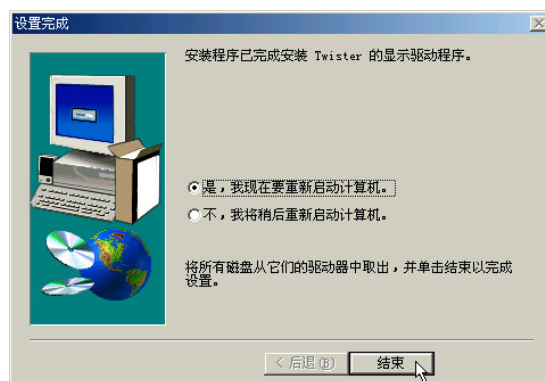 设置完成
安装程序已完成安装 Twister 的显示驱动程序。
是，我现在要重新启动计算机。
不，我将稍后重新启动计算机。
将所有磁盘从它们的驱动器中取出，并单击结束以完成
设置。
< 后退(B)
结束